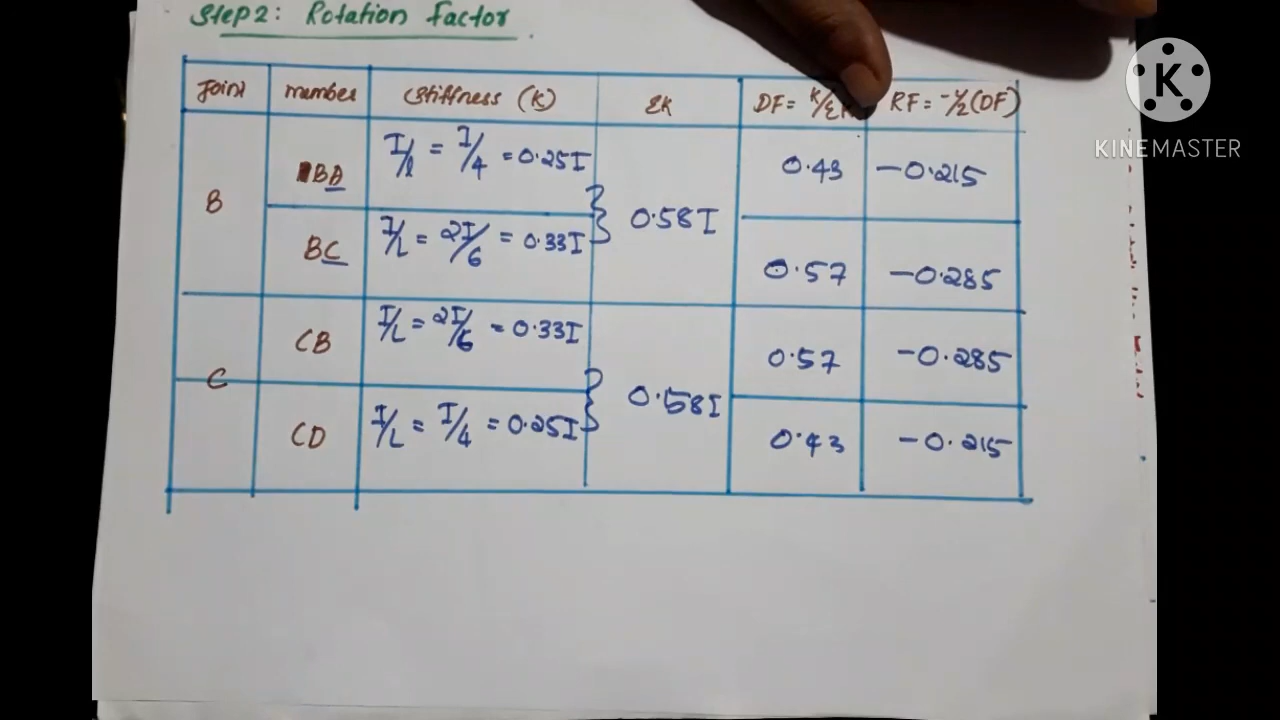 Step 2: Rotation Factor
Joint member Stiffness (K) ΣK DF = K/Σ RF = -1/2(DF)
B BA I/l = I/4 = 0.25I 0.58I 0.43 -0.215
BC I/L = 2I/6 = 0.33I 0.57 -0.285
C CB I/L = 2I/6 = 0.33I 0.58I 0.57 -0.285
CD I/L = I/4 = 0.25I 0.43 -0.215
K
KINEMASTER